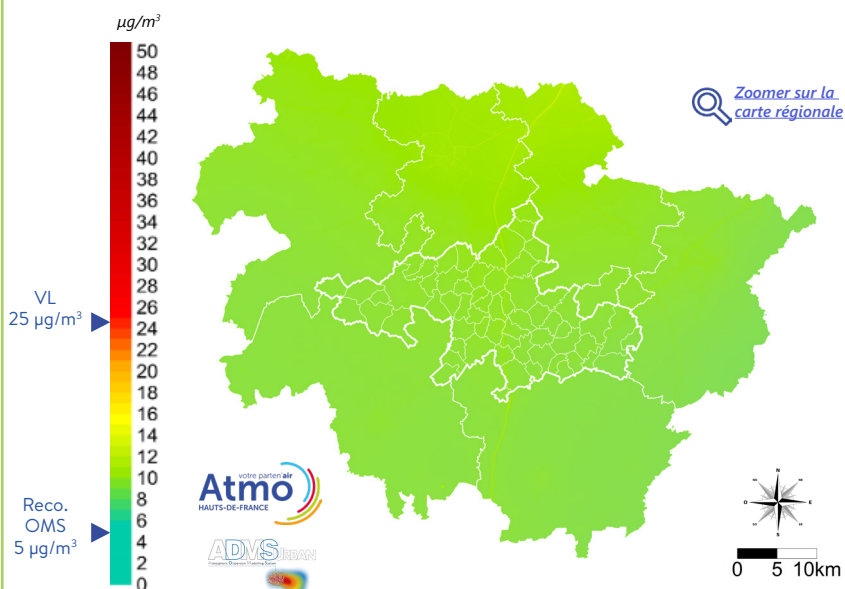 µg/m³
50
48
46
44
42
40
38
36
34
32
30
28
26
24
22
20
18
16
14
12
10
8
6
4
2
0
VL
25 µg/m³
Reco.
OMS
5 µg/m³
Zoomer sur la
carte régionale
votre parten'air
Atmo
HAUTS-DE-FRANCE
ADMS URBAN
N
O
E
S
0 5 10km